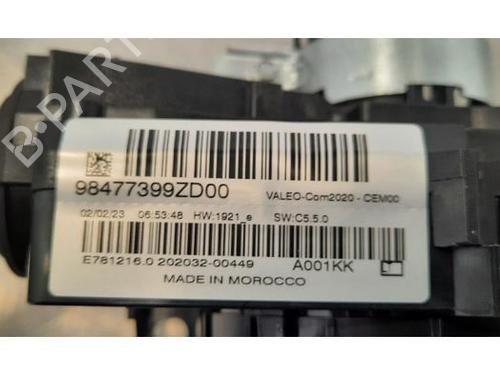 B-PARTS
98477399ZD00
VALEO-Com2020 - CEM00
02/02/23 06:53:48 HW:1921_e SW:C5.5.0
E781216.0 202032-00449 A001KK
MADE IN MOROCCO